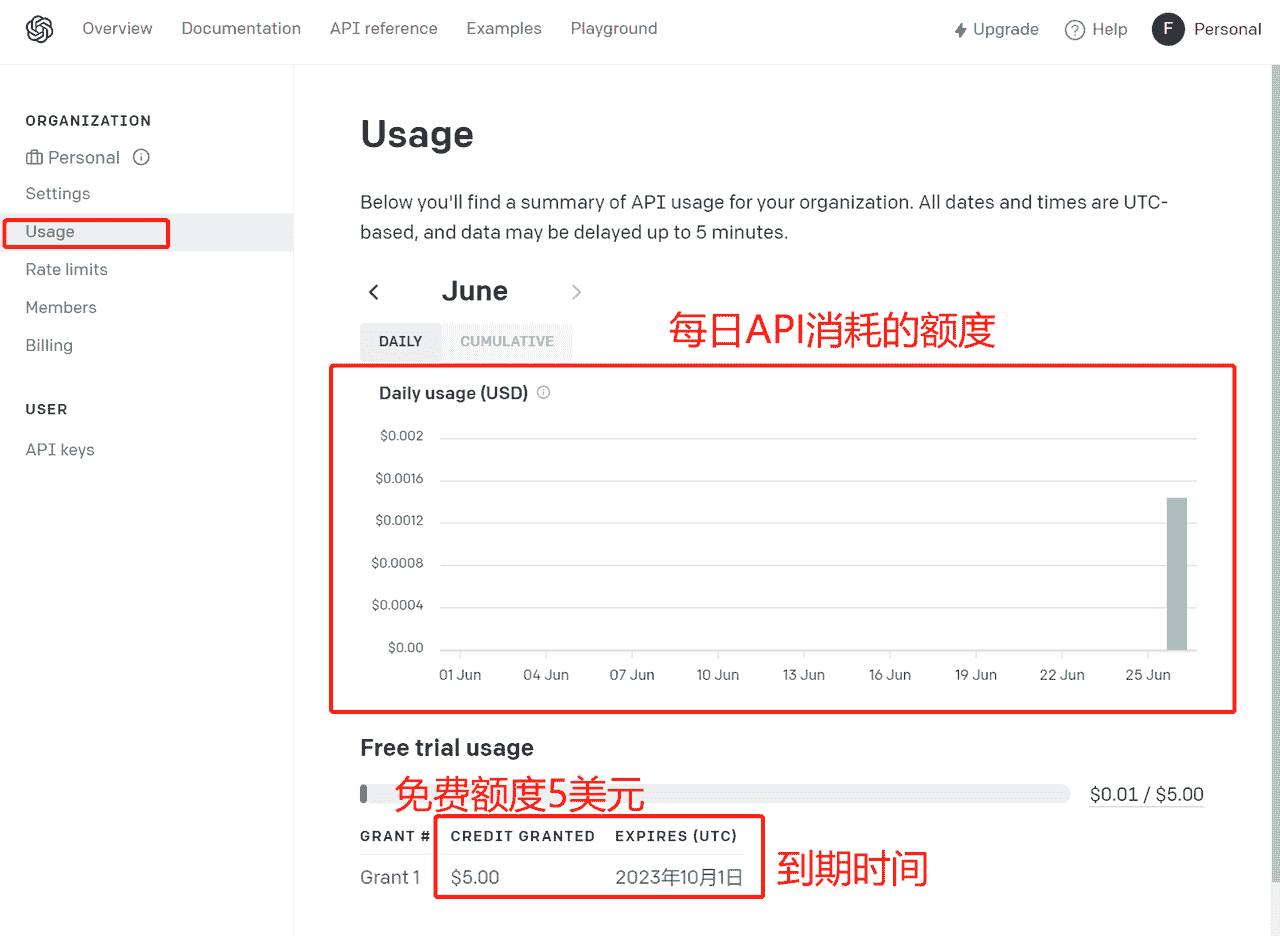 Overview Documentation API reference Examples Playground Upgrade Help F Personal
ORGANIZATION
Personal
Settings
Usage
Rate limits
Members
Billing
USER
API keys
Usage
Below you'll find a summary of API usage for your organization. All dates and times are UTC-
based, and data may be delayed up to 5 minutes.
June
每日API消耗的额度
DAILY CUMULATIVE
Daily usage (USD)
$0.002
$0.0016
$0.0012
$0.0008
$0.0004
$0.00
01 Jun 04 Jun 07 Jun 10 Jun 13 Jun 16 Jun 19 Jun 22 Jun 25 Jun
Free trial usage
免费额度5美元
$0.01 / $5.00
GRANT # CREDIT GRANTED EXPIRES (UTC)
Grant 1 $5.00 2023年10月1日
到期时间